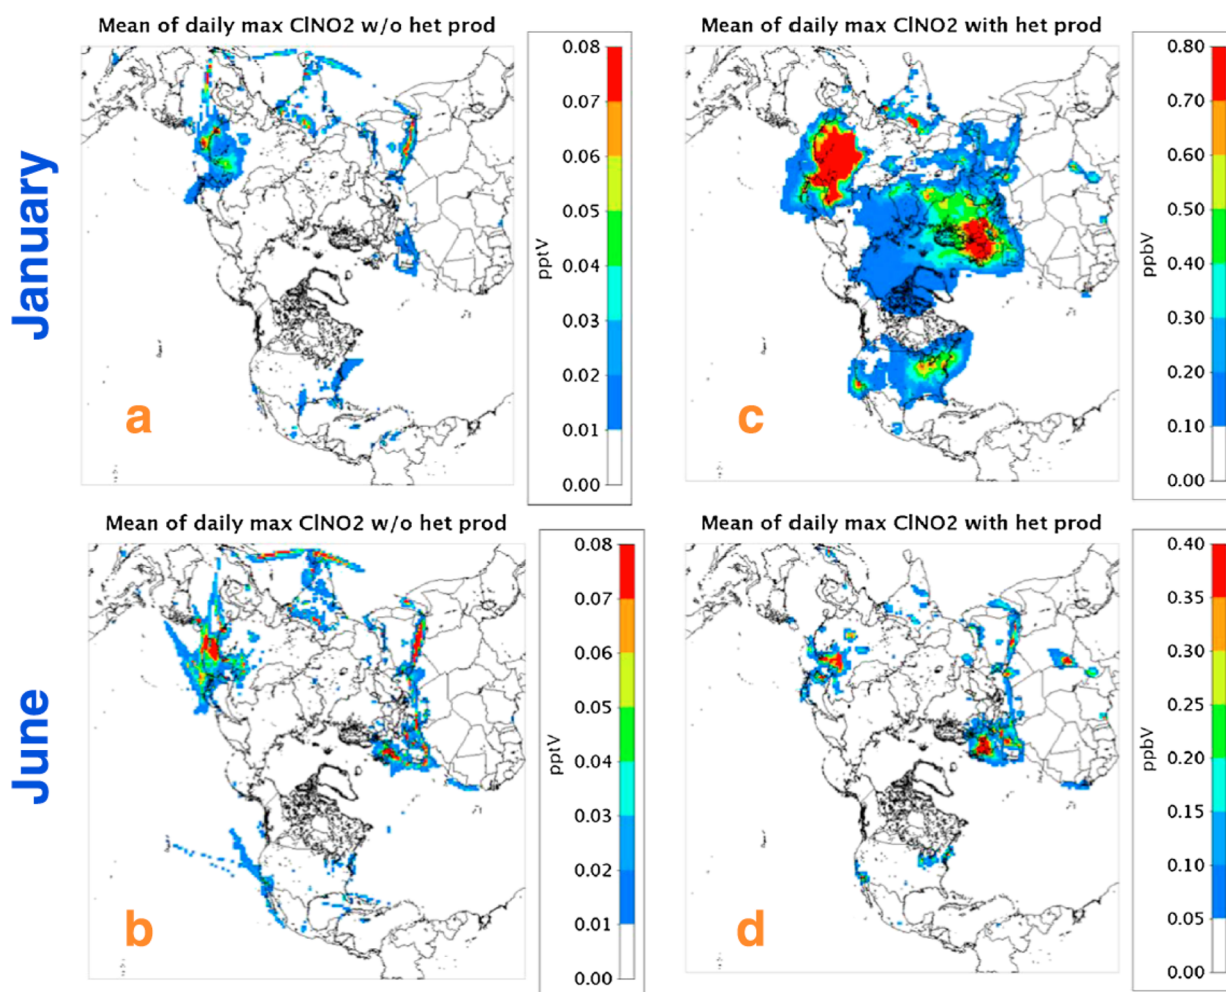 Mean of daily max ClNO2 w/o het prod
Mean of daily max ClNO2 with het prod
January
0.08
0.07
0.06
0.05
0.04
0.03
0.02
0.01
0.00
pptV
a
0.80
0.70
0.60
0.50
0.40
0.30
0.20
0.10
0.00
ppbV
c
Mean of daily max ClNO2 w/o het prod
Mean of daily max ClNO2 with het prod
June
0.08
0.07
0.06
0.05
0.04
0.03
0.02
0.01
0.00
pptV
b
0.40
0.35
0.30
0.25
0.20
0.15
0.10
0.05
0.00
ppbV
d